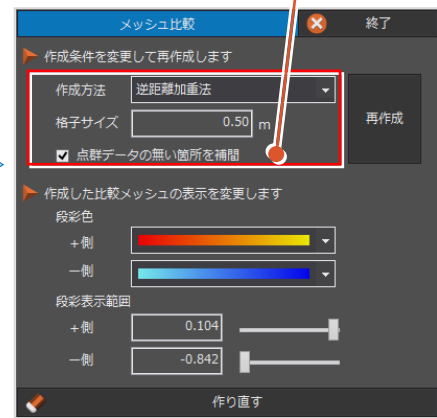 メッシュ比較 終了
作成条件を変更して再作成します
作成方法 逆距離加重法
格子サイズ 0.50 m
再作成
点群データの無い箇所を補間
作成した比較メッシュの表示を変更します
段彩色
+側
-側
段彩表示範囲
+側 0.104
-側 -0.842
作り直す